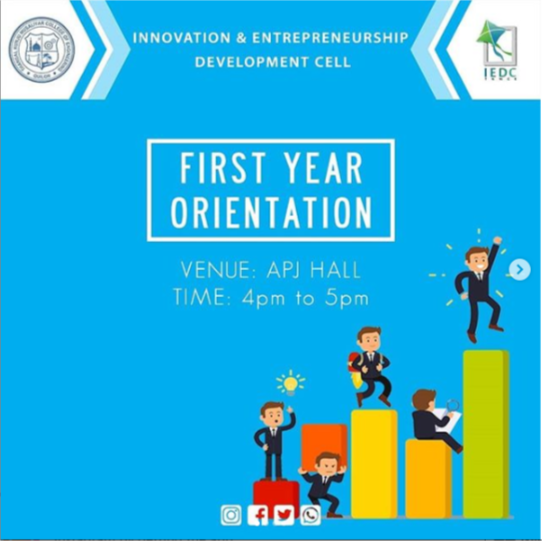 INNOVATION & ENTREPRENEURSHIP
DEVELOPMENT CELL
IEDC
FIRST YEAR
ORIENTATION
VENUE: APJ HALL
TIME: 4pm to 5pm